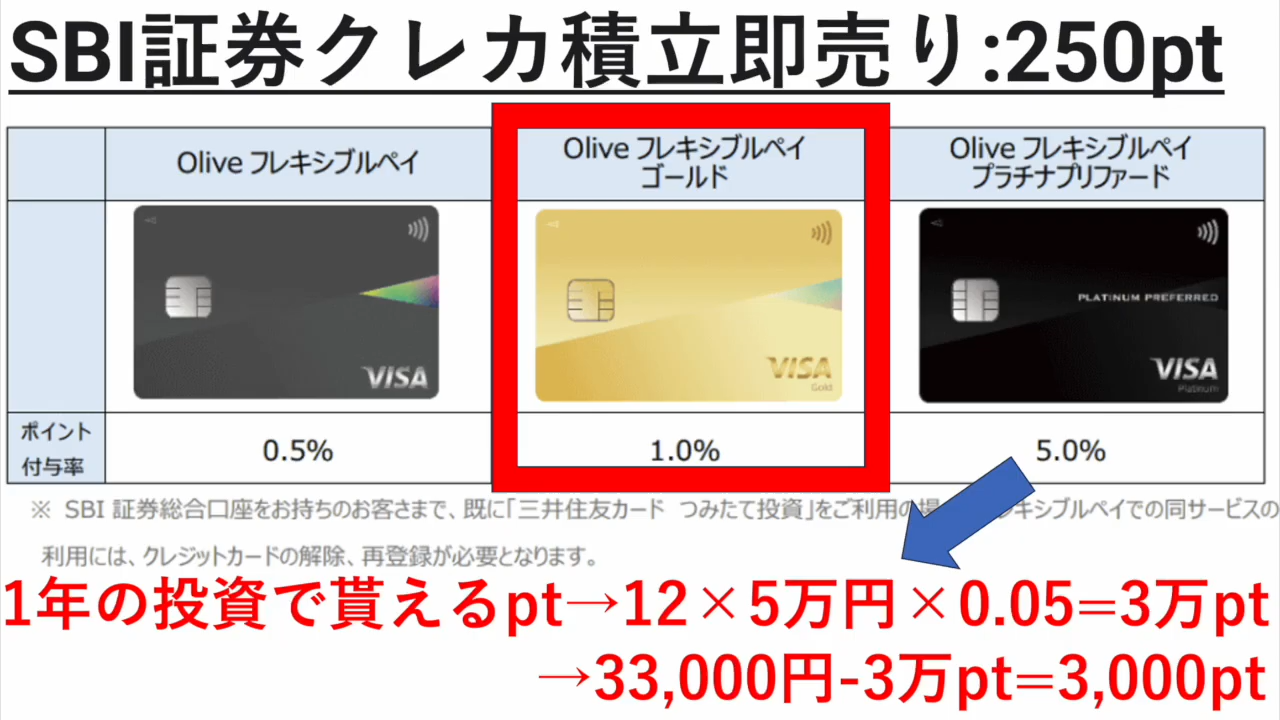 SBI証券クレカ積立即売り:250pt
Olive フレキシブルペイ
Olive フレキシブルペイ
ゴールド
Olive フレキシブルペイ
プラチナプリファード
VISA
VISA
Gold
PLATINUM PREFERRED
VISA
Platinum
ポイント
付与率
0.5%
1.0%
5.0%
※ SBI 証券総合口座をお持ちのお客さまで、既に「三井住友カード つみたて投資」をご利用の場 レキシブルペイでの同サービスの
利用には、クレジットカードの解除、再登録が必要となります。
1年の投資で貰えるpt→12×5万円×0.05=3万pt
→33,000円-3万pt=3,000pt